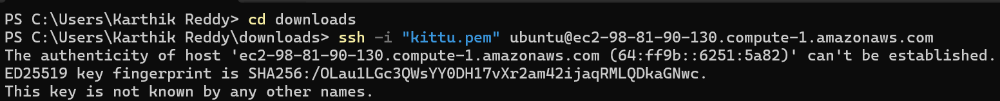 PS C:\Users\Karthik Reddy> cd downloads
PS C:\Users\Karthik Reddy\downloads> ssh -i "kittu.pem" ubuntu@ec2-98-81-90-130.compute-1.amazonaws.com
The authenticity of host 'ec2-98-81-90-130.compute-1.amazonaws.com (64:ff9b::6251:5a82)' can't be established.
ED25519 key fingerprint is SHA256:/OLau1LGc3QWsYY0DH17vXr2am42ijaqRMLQDkaGNwc.
This key is not known by any other names.